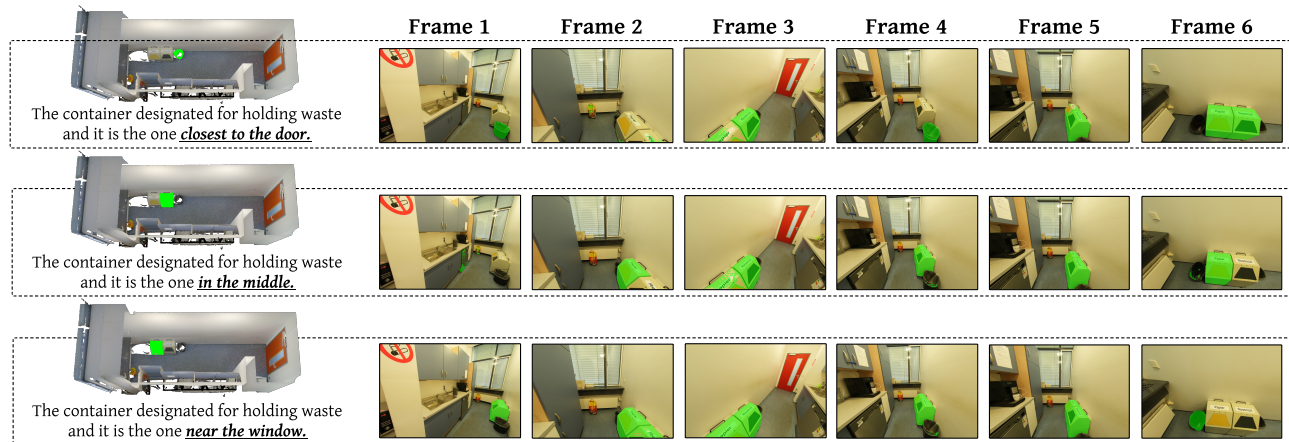 Frame 1 Frame 2 Frame 3 Frame 4 Frame 5 Frame 6
The container designated for holding waste
and it is the one closest to the door.
The container designated for holding waste
and it is the one in the middle.
The container designated for holding waste
and it is the one near the window.